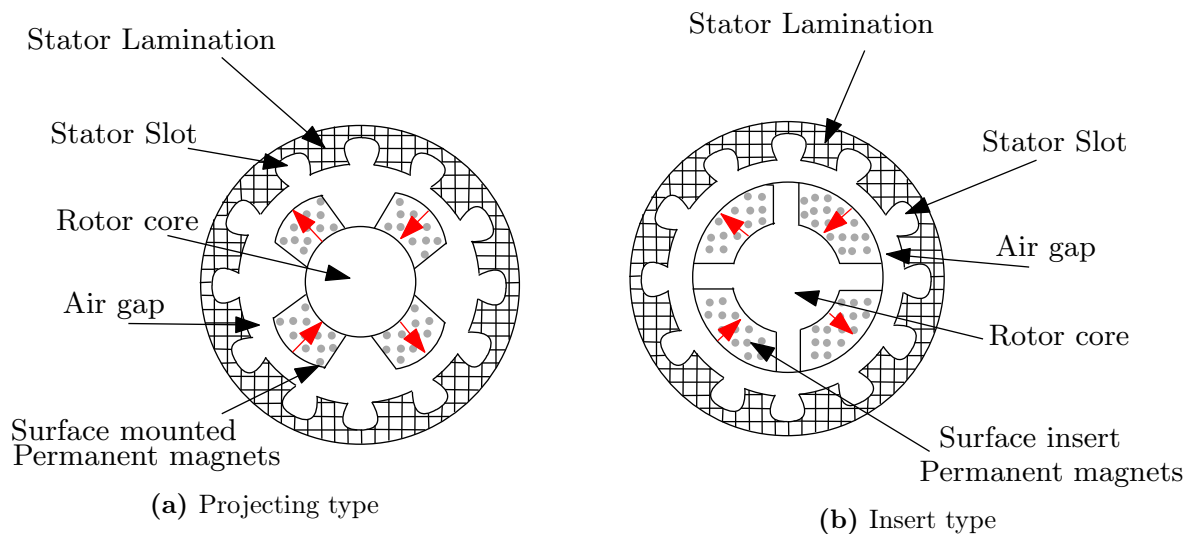 Stator Lamination
Stator Slot
Rotor core
Air gap
Surface mounted
Permanent magnets
(a) Projecting type
Stator Lamination
Stator Slot
Air gap
Rotor core
Surface insert
Permanent magnets
(b) Insert type